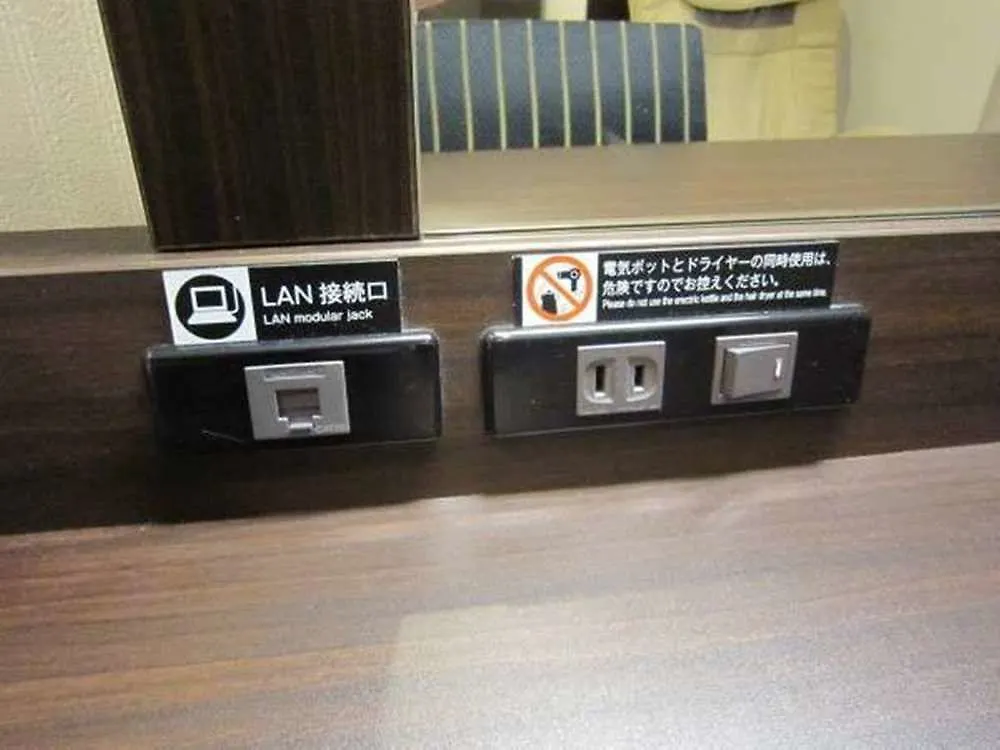 LAN 接続口
LAN modular jack
電気ポットとドライヤーの同時使用は、
危険ですのでお控えください。
Please do not use the electric kettle and the hair dryer at the same time.